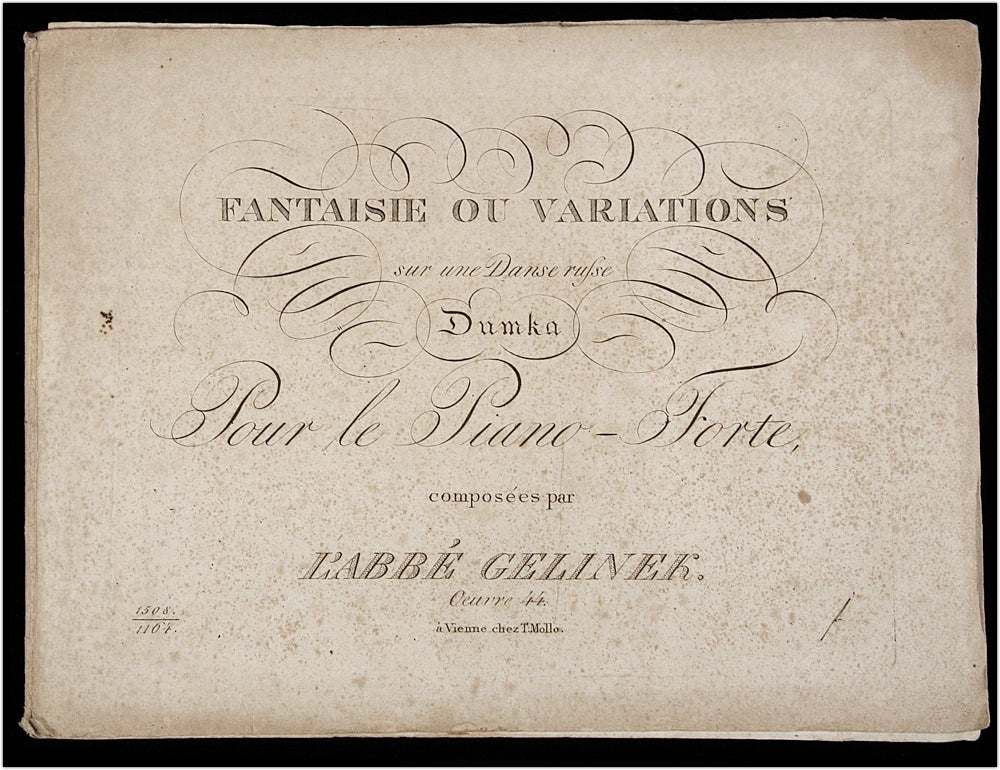 FANTAISIE OU VARIATIONS
sur une Danse ruſse
Dumka
Pour le Piano-Forte,
composées par
L'ABBÉ GELINEK.
Oeuvre 44.
1508.
1164.
à Vienne chez T. Mollo.